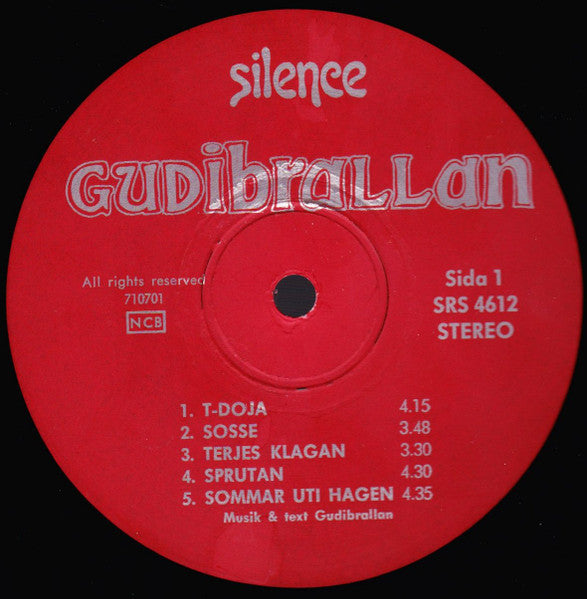 silence
GUDibraLLan
All rights reserved
710701
NCB
Sida 1
SRS 4612
STEREO
1. T-DOJA 4.15
2. SOSSE 3.48
3. TERJES KLAGAN 3.30
4. SPRUTAN 4.30
5. SOMMAR UTI HAGEN 4.35
Musik & text Gudibrallan